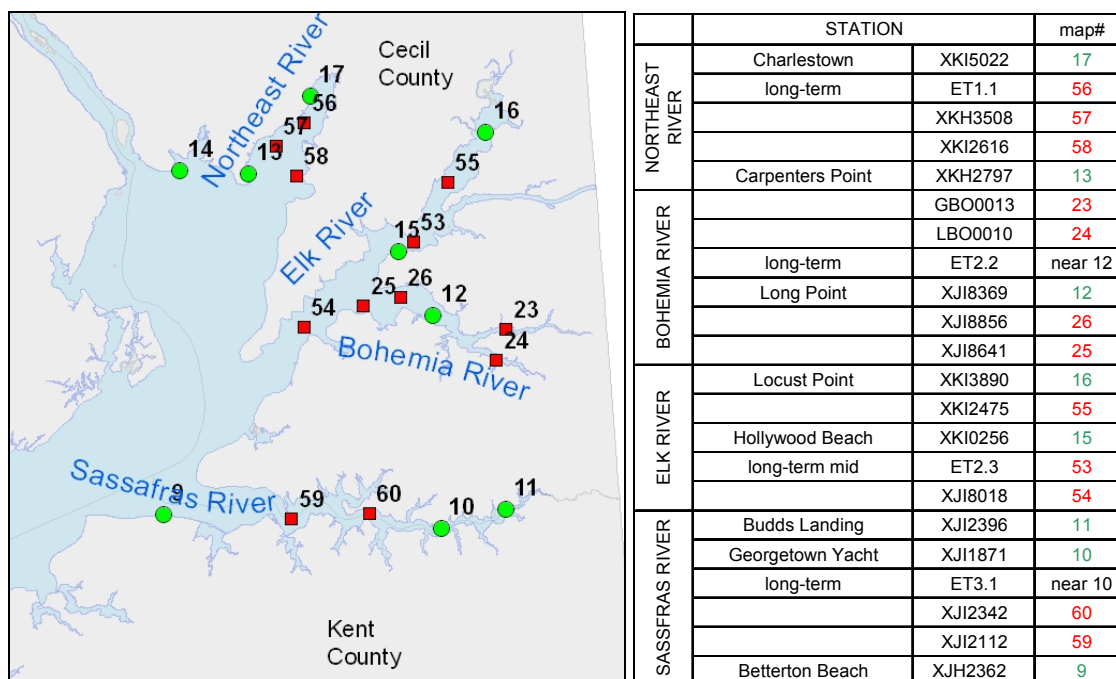 Cecil
County
Northeast River
17
56
57
13
58
14
16
55
Elk River
15
53
25
26
12
54
23
24
Bohemia River
Sassafras River
9
59
60
10
11
Kent
County
STATION map#
NORTHEAST
RIVER
Charlestown XKI5022 17
long-term ET1.1 56
XKH3508 57
XKI2616 58
Carpenters Point XKH2797 13
BOHEMIA RIVER
GBO0013 23
LBO0010 24
long-term ET2.2 near 12
Long Point XJI8369 12
XJI8856 26
XJI8641 25
ELK RIVER
Locust Point XKI3890 16
XKI2475 55
Hollywood Beach XKI0256 15
long-term mid ET2.3 53
XJI8018 54
SASSFRAS RIVER
Budds Landing XJI2396 11
Georgetown Yacht XJI1871 10
long-term ET3.1 near 10
XJI2342 60
XJI2112 59
Betterton Beach XJH2362 9